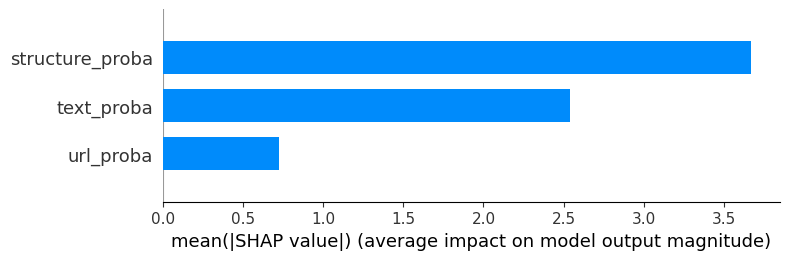 structure_proba
text_proba
url_proba
0.0 0.5 1.0 1.5 2.0 2.5 3.0 3.5
mean(|SHAP value|) (average impact on model output magnitude)